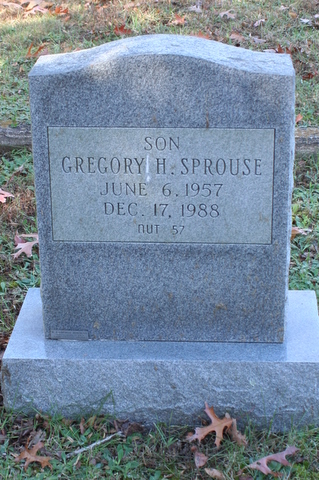 SON
GREGORY H. SPROUSE
JUNE 6, 1957
DEC. 17, 1988
NUT 57